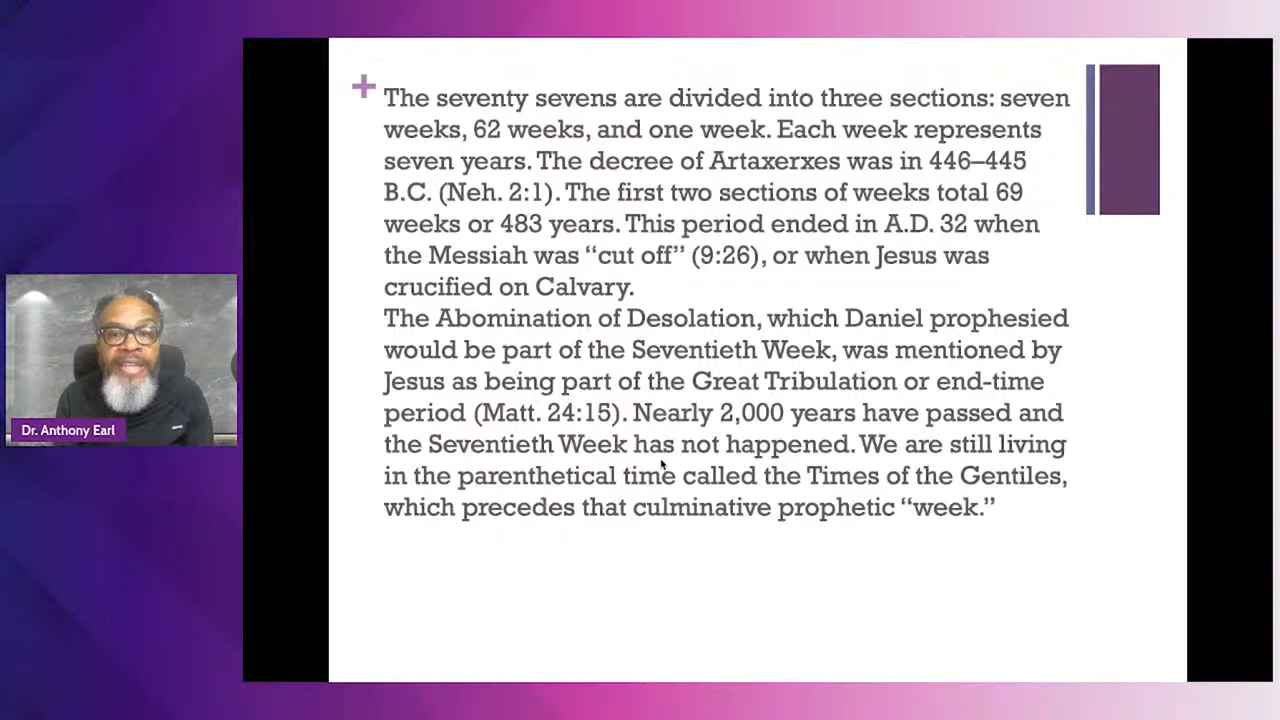 +
The seventy sevens are divided into three sections: seven
weeks, 62 weeks, and one week. Each week represents
seven years. The decree of Artaxerxes was in 446–445
B.C. (Neh. 2:1). The first two sections of weeks total 69
weeks or 483 years. This period ended in A.D. 32 when
the Messiah was “cut off” (9:26), or when Jesus was
crucified on Calvary.
The Abomination of Desolation, which Daniel prophesied
would be part of the Seventieth Week, was mentioned by
Jesus as being part of the Great Tribulation or end-time
period (Matt. 24:15). Nearly 2,000 years have passed and
the Seventieth Week has not happened. We are still living
in the parenthetical time called the Times of the Gentiles,
which precedes that culminative prophetic “week.”
Dr. Anthony Earl